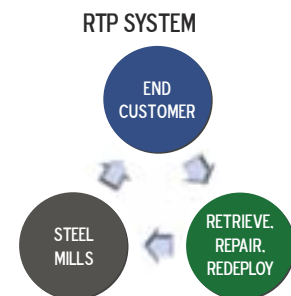 RTP SYSTEM
END
CUSTOMER
RETRIEVE,
REPAIR,
REDEPLOY
STEEL
MILLS